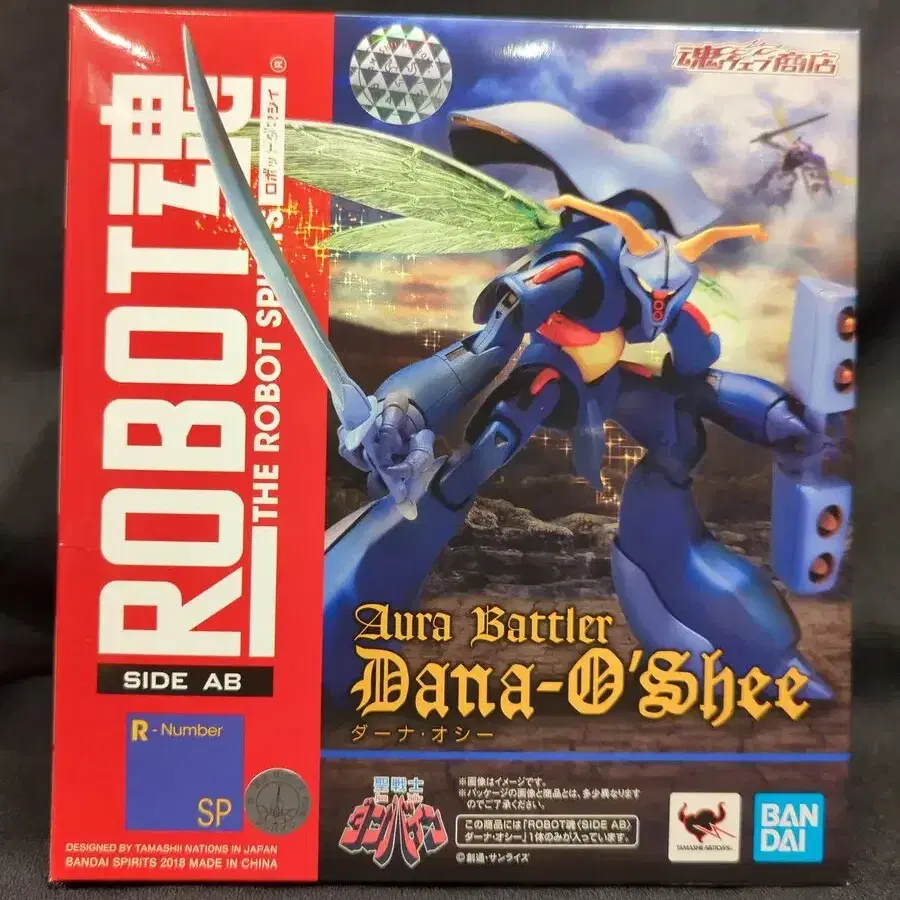 ROBOT魂
THE ROBOT SPIRITS
ロボットダマシイ
®
SIDE AB
R - Number
SP
DESIGNED BY TAMASHII NATIONS IN JAPAN
BANDAI SPIRITS 2018 MADE IN CHINA
魂ウェブ商店
Aura Battler
Dana-O'Shee
ダーナ・オシー
聖戦士
ダンバイン
※画像はイメージです。
※パッケージの画像と商品とは、多少異なります
のでご了承ください。
この商品には「ROBOT魂〈SIDE AB〉
ダーナ・オシー」1体のみが入っています。
©創通・サンライズ
TAMASHII NATIONS
BAN
DAI